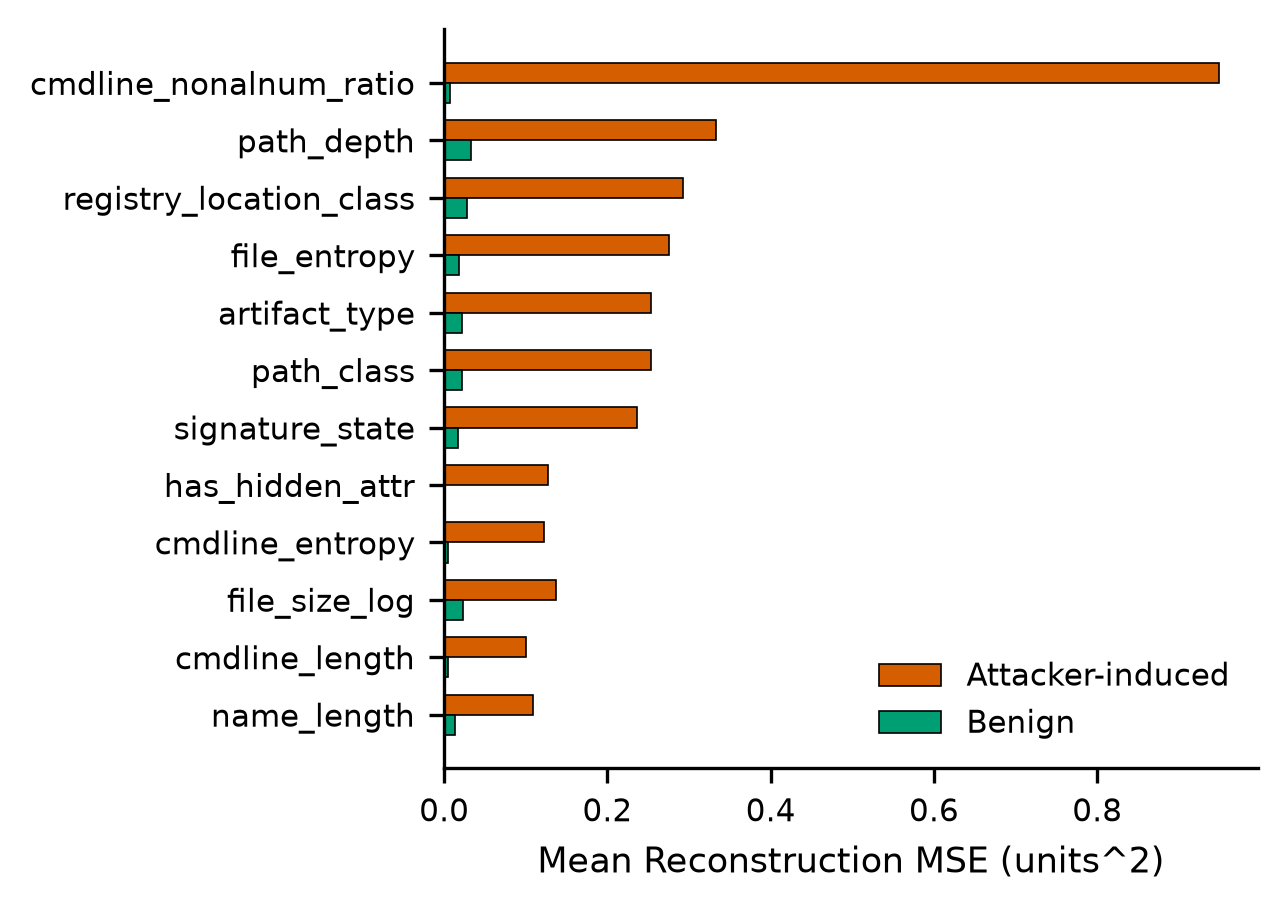 cmdline_nonalnum_ratio
path_depth
registry_location_class
file_entropy
artifact_type
path_class
signature_state
has_hidden_attr
cmdline_entropy
file_size_log
cmdline_length
name_length
Attacker-induced
Benign
0.0 0.2 0.4 0.6 0.8
Mean Reconstruction MSE (units^2)